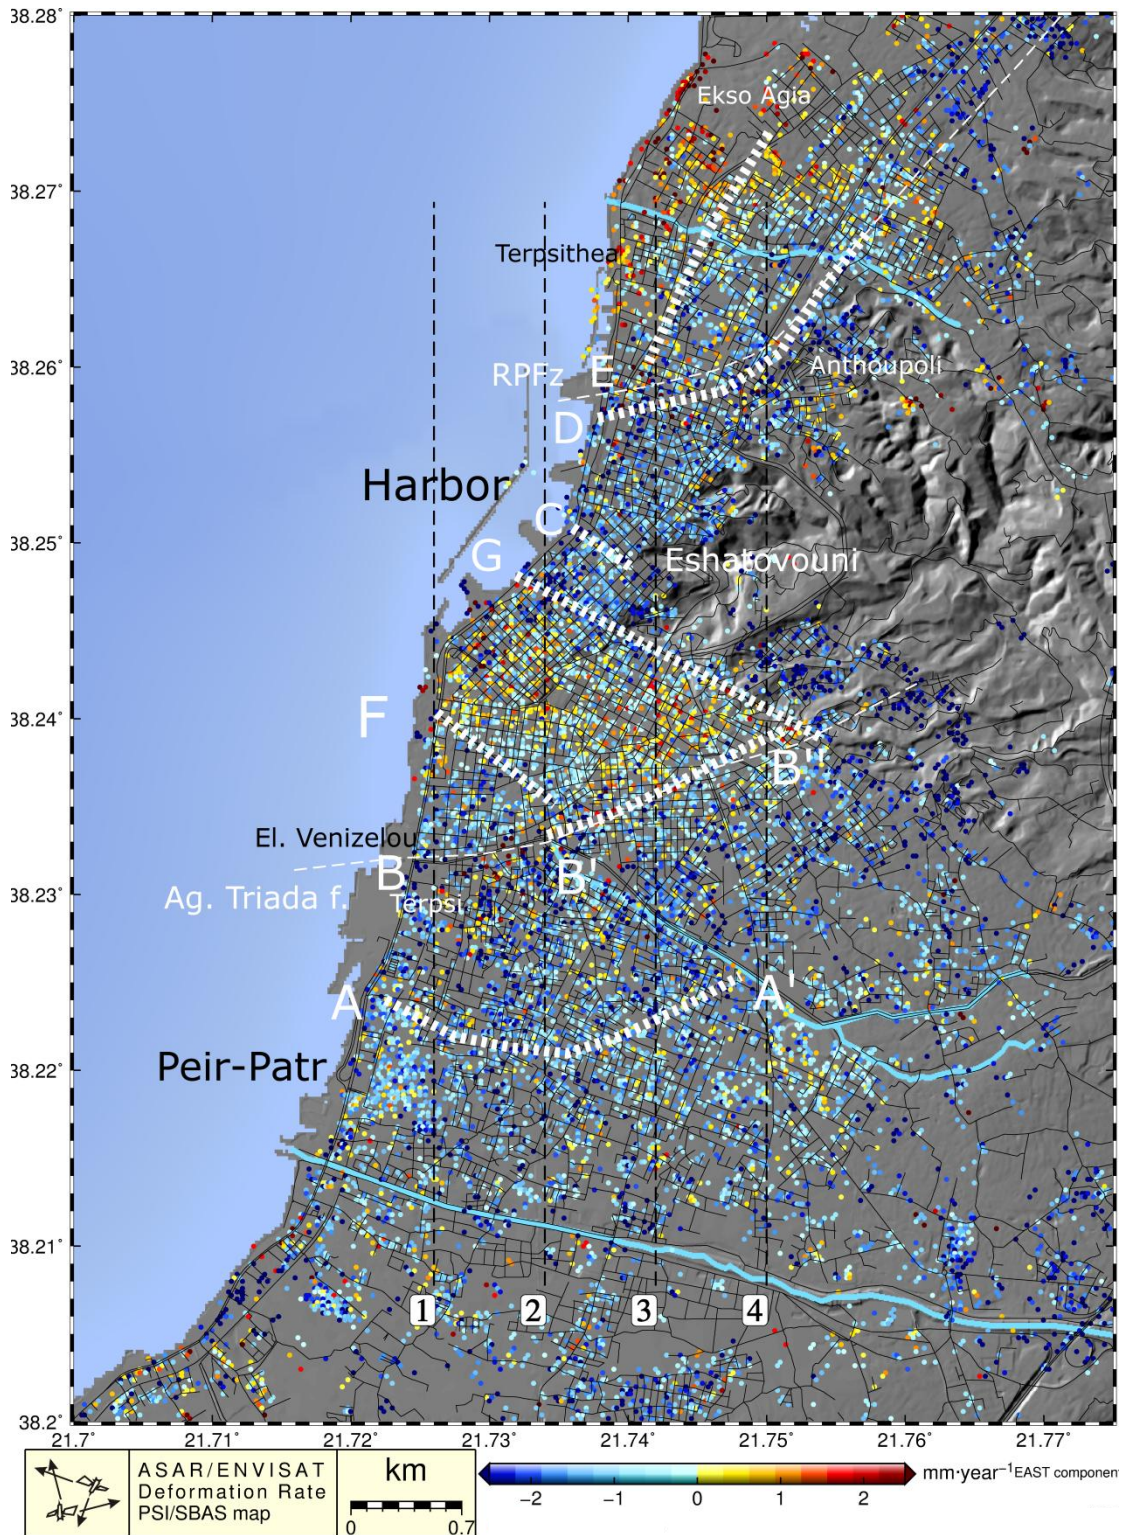 38.28°
Ekso Agia
38.27°
Terpsithea
38.26°
RPFz
E
Anthoupoli
D
Harbor
C
38.25°
G
Eshatovouni
F
38.24°
B''
El. Venizelou
B
B'
38.23°
Ag. Triada f.
Terpsi
A
A'
38.22°
Peir-Patr
38.21°
1 2 3 4
38.2°
21.7° 21.71° 21.72° 21.73° 21.74° 21.75° 21.76° 21.77°
ASAR/ENVISAT
Deformation Rate
PSI/SBAS map
km
0 0.7
−2 −1 0 1 2
mm·year⁻¹ EAST component